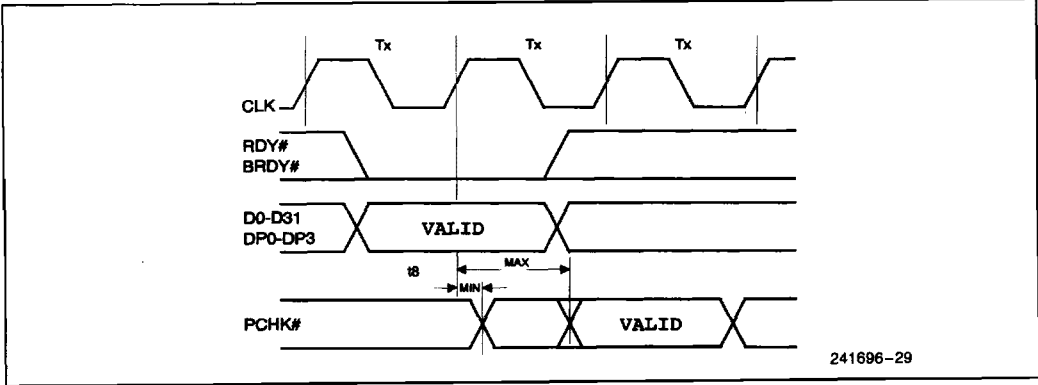 Tx Tx Tx
CLK
RDY#
BRDY#
D0-D31
DP0-DP3
VALID
t8
MAX
MIN
PCHK#
VALID
241696-29